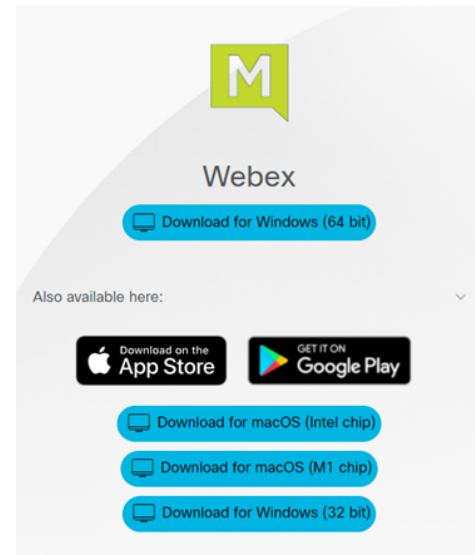 M
Webex
Download for Windows (64 bit)
Also available here:
Download on the
App Store
GET IT ON
Google Play
Download for macOS (Intel chip)
Download for macOS (M1 chip)
Download for Windows (32 bit)